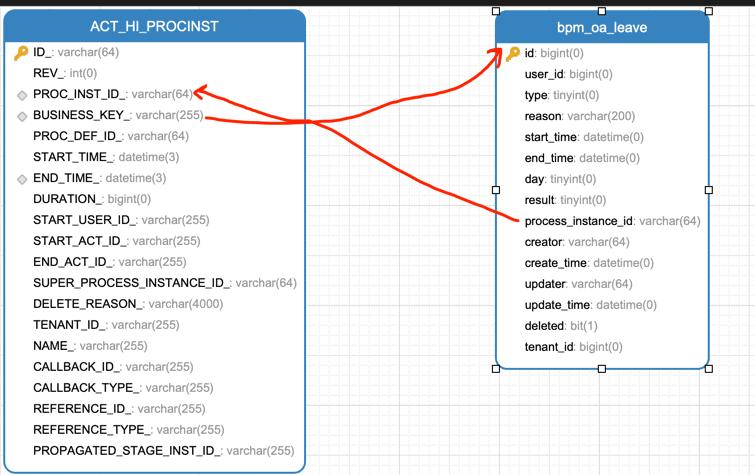 ACT_HI_PROCINST
ID_: varchar(64)
REV_: int(0)
PROC_INST_ID_: varchar(64)
BUSINESS_KEY_: varchar(255)
PROC_DEF_ID_: varchar(64)
START_TIME_: datetime(3)
END_TIME_: datetime(3)
DURATION_: bigint(0)
START_USER_ID_: varchar(255)
START_ACT_ID_: varchar(255)
END_ACT_ID_: varchar(255)
SUPER_PROCESS_INSTANCE_ID_: varchar(64)
DELETE_REASON_: varchar(4000)
TENANT_ID_: varchar(255)
NAME_: varchar(255)
CALLBACK_ID_: varchar(255)
CALLBACK_TYPE_: varchar(255)
REFERENCE_ID_: varchar(255)
REFERENCE_TYPE_: varchar(255)
PROPAGATED_STAGE_INST_ID_: varchar(255)
bpm_oa_leave
id: bigint(0)
user_id: bigint(0)
type: tinyint(0)
reason: varchar(200)
start_time: datetime(0)
end_time: datetime(0)
day: tinyint(0)
result: tinyint(0)
process_instance_id: varchar(64)
creator: varchar(64)
create_time: datetime(0)
updater: varchar(64)
update_time: datetime(0)
deleted: bit(1)
tenant_id: bigint(0)